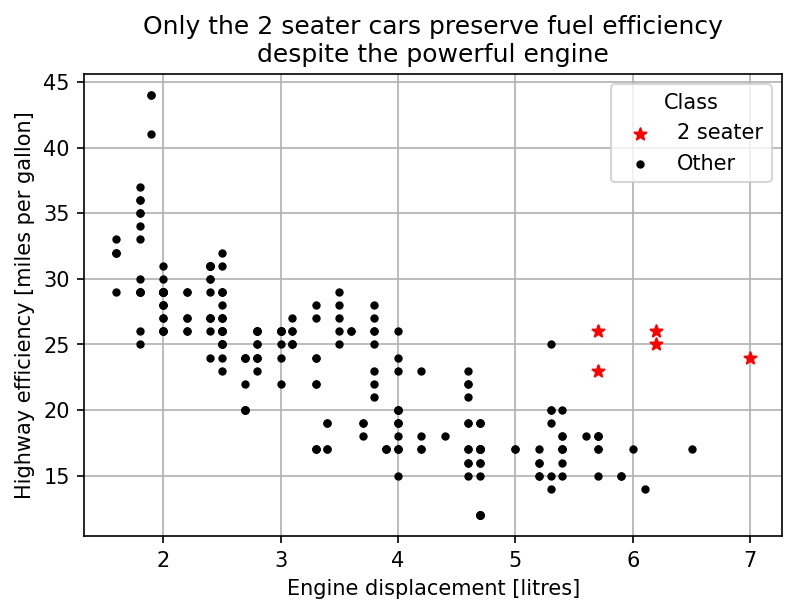 Only the 2 seater cars preserve fuel efficiency
despite the powerful engine
Highway efficiency [miles per gallon]
45
40
35
30
25
20
15
Class
2 seater
Other
2
3
4
5
6
7
Engine displacement [litres]